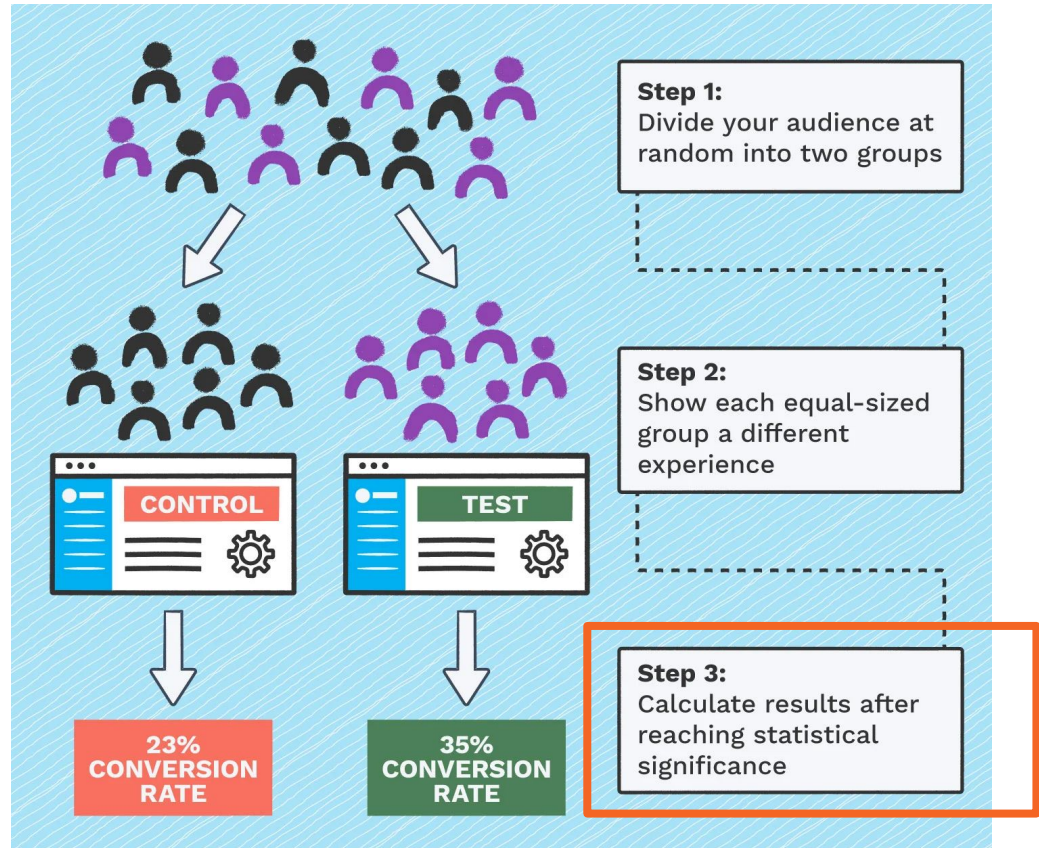 Step 1:
Divide your audience at
random into two groups
Step 2:
Show each equal-sized
group a different
experience
CONTROL
TEST
Step 3:
Calculate results after
reaching statistical
significance
23%
CONVERSION
RATE
35%
CONVERSION
RATE